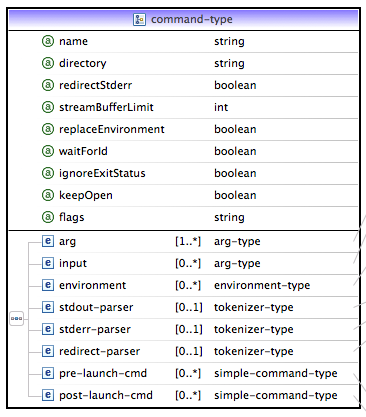 command-type
a name string
a directory string
a redirectStderr boolean
a streamBufferLimit int
a replaceEnvironment boolean
a waitForId boolean
a ignoreExitStatus boolean
a keepOpen boolean
a flags string
e arg [1..*] arg-type
e input [0..*] arg-type
e environment [0..*] environment-type
e stdout-parser [0..1] tokenizer-type
e stderr-parser [0..1] tokenizer-type
e redirect-parser [0..1] tokenizer-type
e pre-launch-cmd [0..*] simple-command-type
e post-launch-cmd [0..*] simple-command-type